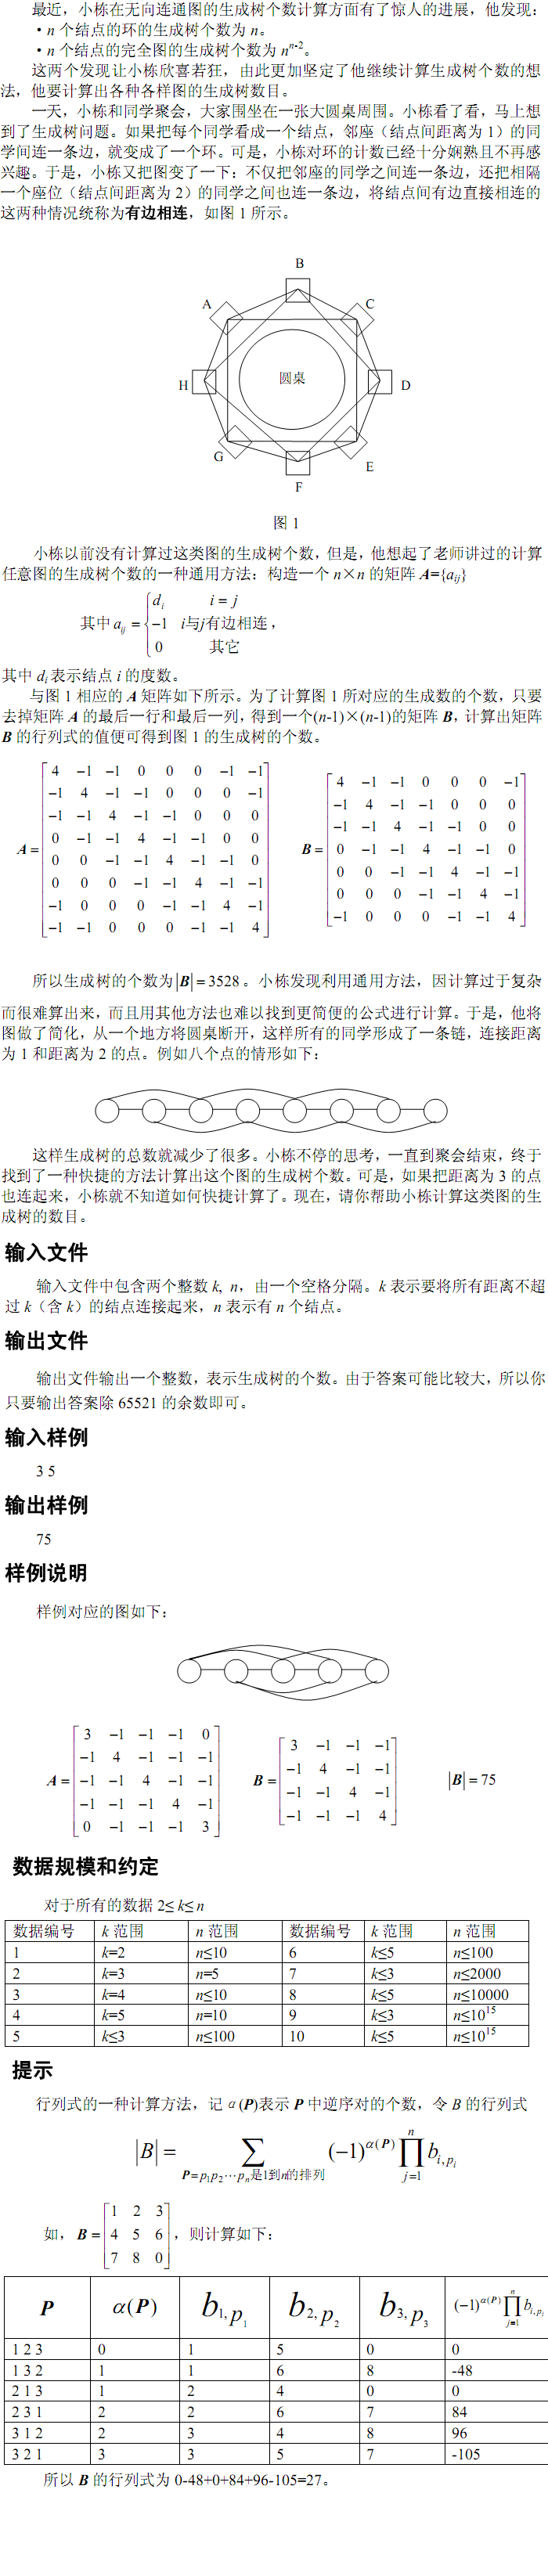 最近，小栋在无向连通图的生成树个数计算方面有了惊人的进展，他发现：
·n 个结点的环的生成树个数为 n。
·n 个结点的完全图的生成树个数为 n^{n-2}。
这两个发现让小栋欣喜若狂，由此更加坚定了他继续计算生成树个数的想
法，他要计算出各种各样图的生成树数目。
一天，小栋和同学聚会，大家围坐在一张大圆桌周围。小栋看了看，马上想
到了生成树问题。如果把每个同学看成一个结点，邻座（结点间距离为 1）的同
学间连一条边，就变成了一个环。可是，小栋对环的计数已经十分娴熟且不再感
兴趣。于是，小栋又把图变了一下：不仅把邻座的同学之间连一条边，还把相隔
一个座位（结点间距离为 2）的同学之间也连一条边，将结点间有边直接相连的
这两种情况统称为有边相连，如图 1 所示。
B
A
C
H
圆桌
D
G
E
F
图 1
小栋以前没有计算过这类图的生成树个数，但是，他想起了老师讲过的计算
任意图的生成树个数的一种通用方法：构造一个 n×n 的矩阵 A={a_{ij}}
d_i i = j
其中 a_{ij} = { −1 i与j有边相连，
0 其它
其中 d_i 表示结点 i 的度数。
与图 1 相应的 A 矩阵如下所示。为了计算图 1 所对应的生成数的个数，只要
去掉矩阵 A 的最后一行和最后一列，得到一个(n-1)×(n-1)的矩阵 B，计算出矩阵
B 的行列式的值便可得到图 1 的生成树的个数。
A =
4 −1 −1 0 0 0 −1 −1
−1 4 −1 −1 0 0 0 −1
−1 −1 4 −1 −1 0 0 0
0 −1 −1 4 −1 −1 0 0
0 0 −1 −1 4 −1 −1 0
0 0 0 −1 −1 4 −1 −1
−1 0 0 0 −1 −1 4 −1
−1 −1 0 0 0 −1 −1 4
B =
4 −1 −1 0 0 0 −1
−1 4 −1 −1 0 0 0
−1 −1 4 −1 −1 0 0
0 −1 −1 4 −1 −1 0
0 0 −1 −1 4 −1 −1
0 0 0 −1 −1 4 −1
−1 0 0 0 −1 −1 4
所以生成树的个数为 |B| = 3528 。小栋发现利用通用方法，因计算过于复杂
而很难算出来，而且用其他方法也难以找到更简便的公式进行计算。于是，他将
图做了简化，从一个地方将圆桌断开，这样所有的同学形成了一条链，连接距离
为 1 和距离为 2 的点。例如八个点的情形如下：
这样生成树的总数就减少了很多。小栋不停的思考，一直到聚会结束，终于
找到了一种快捷的方法计算出这个图的生成树个数。可是，如果把距离为 3 的点
也连起来，小栋就不知道如何快捷计算了。现在，请你帮助小栋计算这类图的生
成树的数目。
输入文件
输入文件中包含两个整数 k, n，由一个空格分隔。k 表示要将所有距离不超
过 k（含 k）的结点连接起来，n 表示有 n 个结点。
输出文件
输出文件输出一个整数，表示生成树的个数。由于答案可能比较大，所以你
只要输出答案除 65521 的余数即可。
输入样例
3 5
输出样例
75
样例说明
样例对应的图如下：
A =
3 −1 −1 −1 0
−1 4 −1 −1 −1
−1 −1 4 −1 −1
−1 −1 −1 4 −1
0 −1 −1 −1 3
B =
3 −1 −1 −1
−1 4 −1 −1
−1 −1 4 −1
−1 −1 −1 4
|B| = 75
数据规模和约定
对于所有的数据 2≤ k≤ n
数据编号 k 范围 n 范围 数据编号 k 范围 n 范围
1 k=2 n≤10 6 k≤5 n≤100
2 k=3 n=5 7 k≤3 n≤2000
3 k=4 n≤10 8 k≤5 n≤10000
4 k=5 n=10 9 k≤3 n≤10^{15}
5 k≤3 n≤100 10 k≤5 n≤10^{15}
提示
行列式的一种计算方法，记 α(P)表示 P 中逆序对的个数，令 B 的行列式
|B| = ∑_{P=p_1p_2⋯p_n是1到n的排列} (−1)^{α(P)} ∏_{j=1}^{n} b_{i,p_i}
如，B =
1 2 3
4 5 6
7 8 0
，则计算如下：
P α(P) b_{1,p_1} b_{2,p_2} b_{3,p_3} (−1)^{α(P)} ∏_{j=1}^{n} b_{i,p_i}
1 2 3 0 1 5 0 0
1 3 2 1 1 6 8 -48
2 1 3 1 2 4 0 0
2 3 1 2 2 6 7 84
3 1 2 2 3 4 8 96
3 2 1 3 3 5 7 -105
所以 B 的行列式为 0-48+0+84+96-105=27。